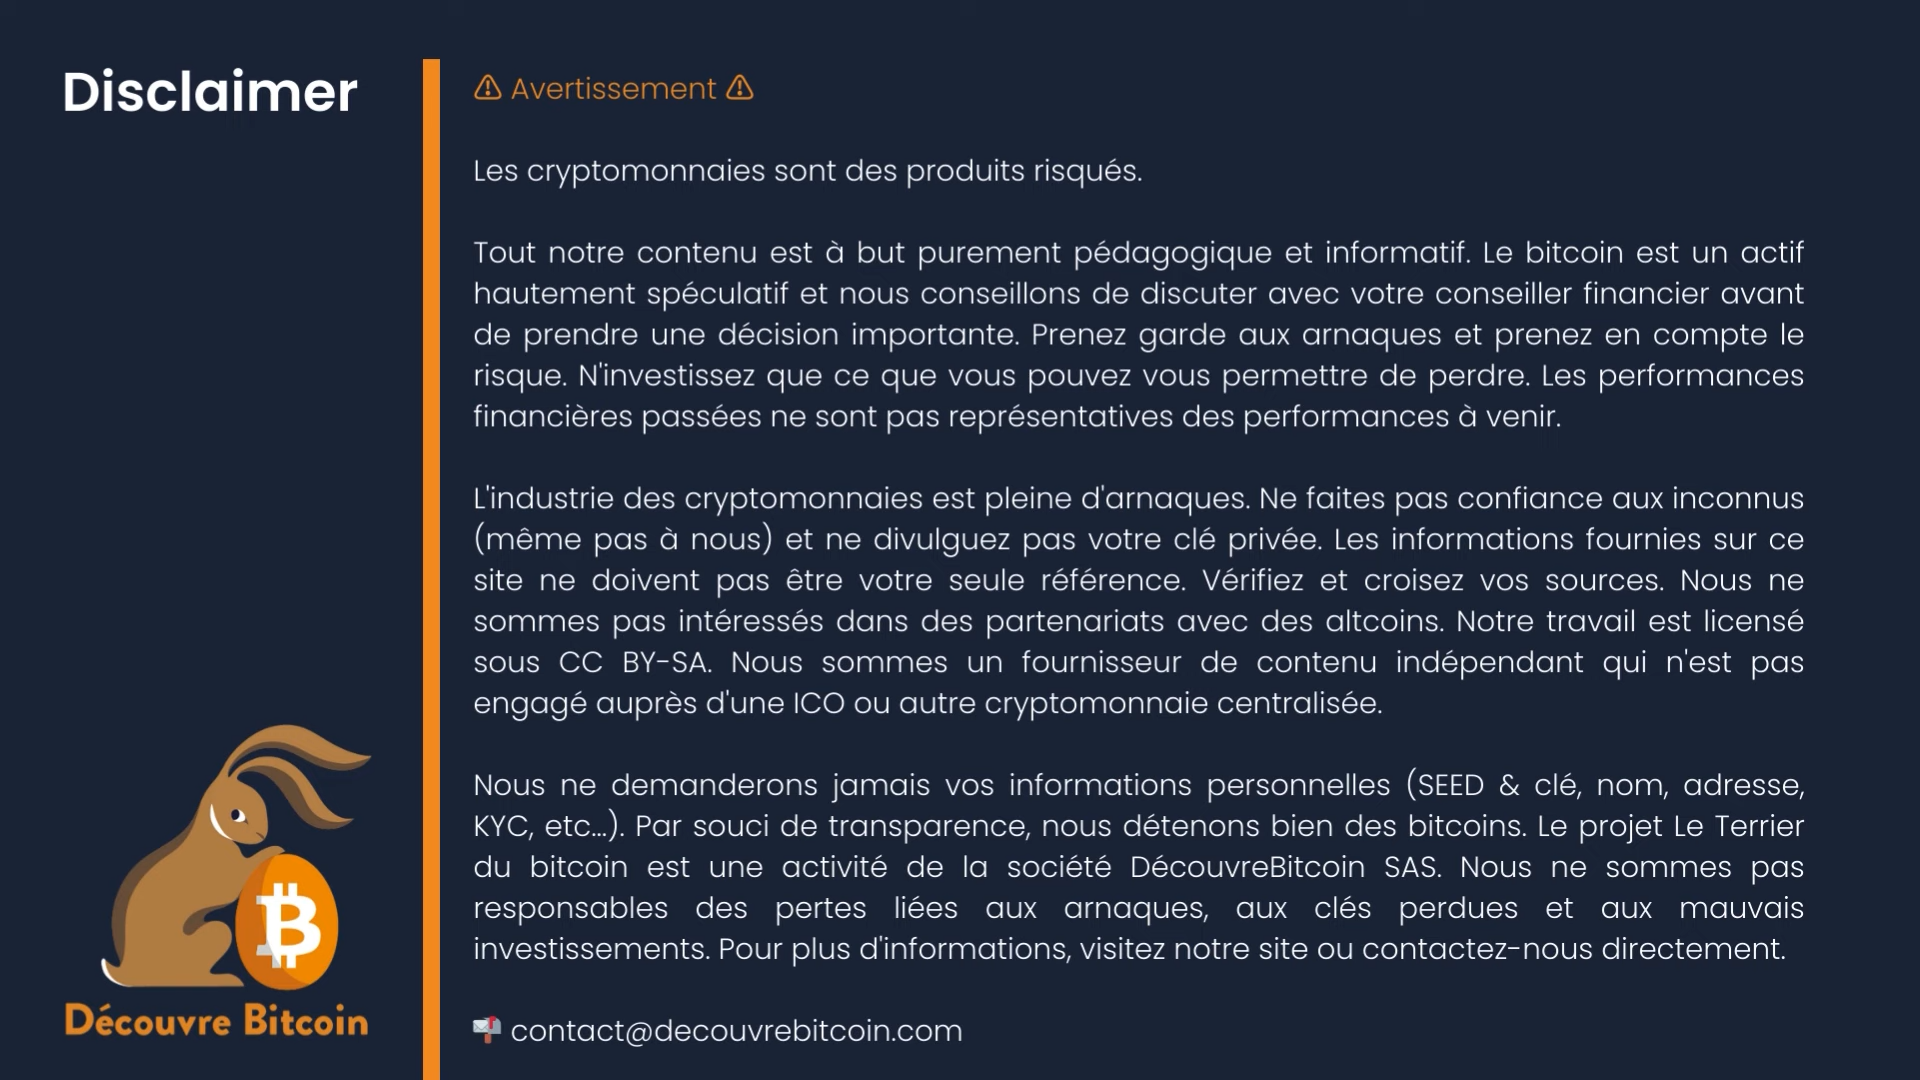 Disclaimer
⚠ Avertissement ⚠
Les cryptomonnaies sont des produits risqués.
Tout notre contenu est à but purement pédagogique et informatif. Le bitcoin est un actif
hautement spéculatif et nous conseillons de discuter avec votre conseiller financier avant
de prendre une décision importante. Prenez garde aux arnaques et prenez en compte le
risque. N'investissez que ce que vous pouvez vous permettre de perdre. Les performances
financières passées ne sont pas représentatives des performances à venir.
L'industrie des cryptomonnaies est pleine d'arnaques. Ne faites pas confiance aux inconnus
(même pas à nous) et ne divulguez pas votre clé privée. Les informations fournies sur ce
site ne doivent pas être votre seule référence. Vérifiez et croisez vos sources. Nous ne
sommes pas intéressés dans des partenariats avec des altcoins. Notre travail est licensé
sous CC BY-SA. Nous sommes un fournisseur de contenu indépendant qui n'est pas
engagé auprès d'une ICO ou autre cryptomonnaie centralisée.
Nous ne demanderons jamais vos informations personnelles (SEED & clé, nom, adresse,
KYC, etc...). Par souci de transparence, nous détenons bien des bitcoins. Le projet Le Terrier
du bitcoin est une activité de la société DécouvreBitcoin SAS. Nous ne sommes pas
responsables des pertes liées aux arnaques, aux clés perdues et aux mauvais
investissements. Pour plus d'informations, visitez notre site ou contactez-nous directement.
📬 contact@decouvrebitcoin.com
Découvre Bitcoin